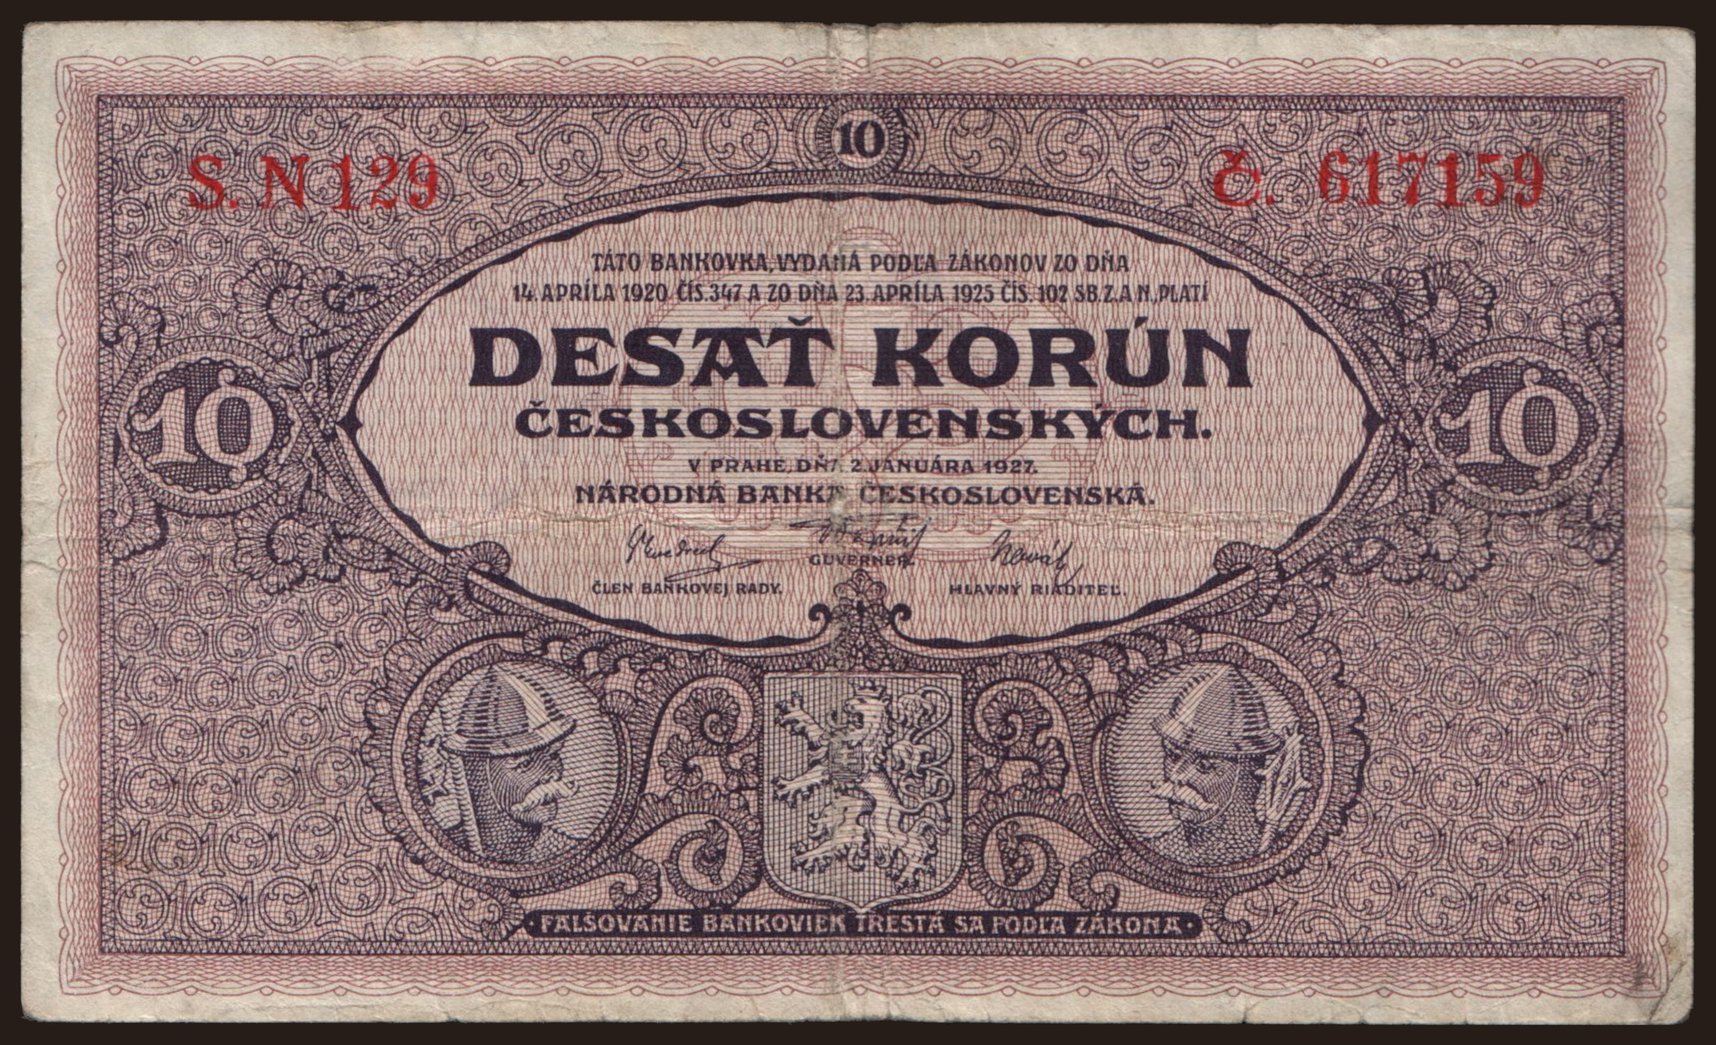 10
S. N 129
Č. 617159
TÁTO BANKOVKA, VYDANÁ PODĽA ZÁKONOV ZO DŇA
14. APRÍLA 1920 ČÍS. 347 A ZO DŇA 23. APRÍLA 1925 ČÍS. 102 SB. Z. A N., PLATÍ
DESAŤ KORÚN
ČESKOSLOVENSKÝCH.
10
10
V PRAHE, DŇA 2. JANUÁRA 1927.
NÁRODNÁ BANKA ČESKOSLOVENSKÁ.
GUVERNER.
ČLEN BANKOVEJ RADY.
HLAVNÝ RIADITEĽ.
FALŠOVANIE BANKOVIEK TRESTÁ SA PODĽA ZÁKONA